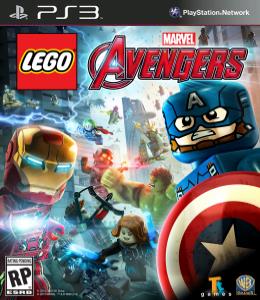 PS3
PlayStation Network
LEGO
MARVEL
AVENGERS
RATING PENDING
RP
ESRB
TT
games
WB